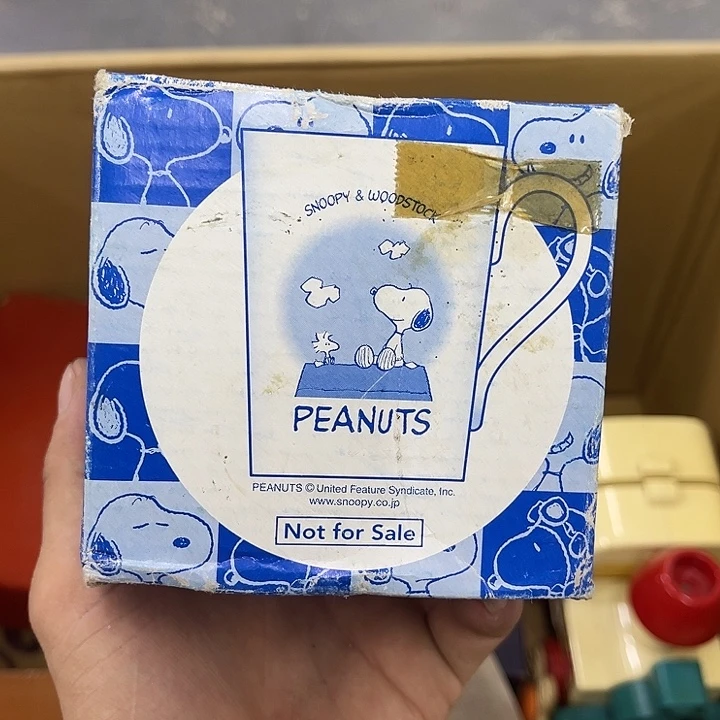 SNOOPY & WOODSTOCK
PEANUTS
PEANUTS © United Feature Syndicate, Inc.
www.snoopy.co.jp
Not for Sale